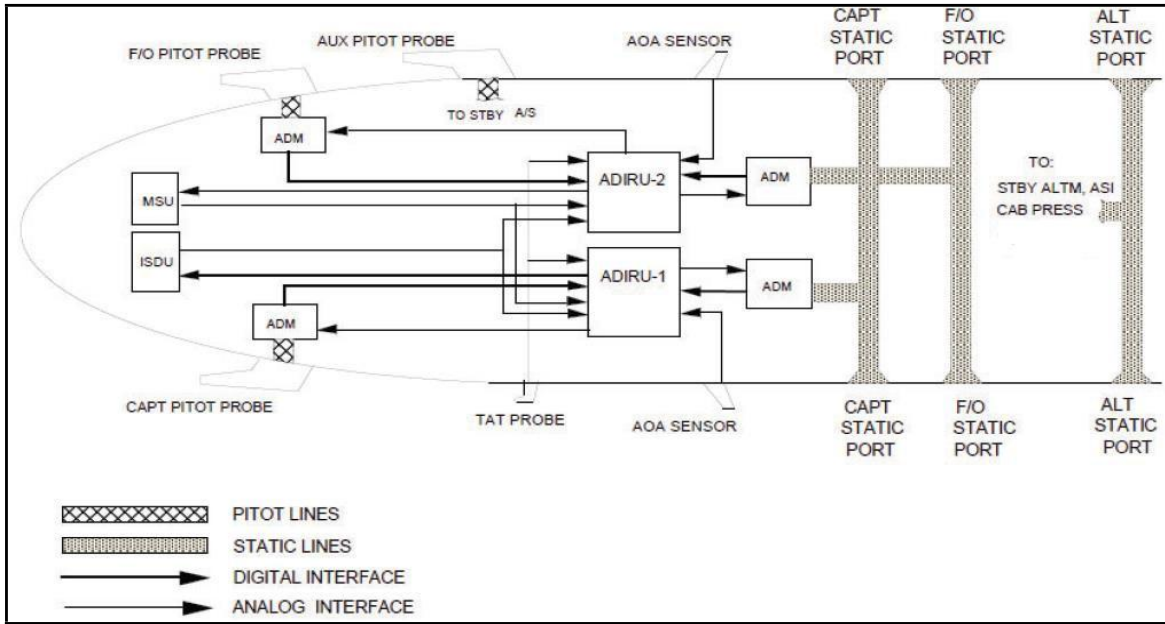 CAPT
STATIC
PORT
F/O
STATIC
PORT
ALT
STATIC
PORT
AUX PITOT PROBE
AOA SENSOR
F/O PITOT PROBE
TO STBY A/S
ADM
ADIRU-2
ADM
TO:
STBY ALTM, ASI
CAB PRESS
MSU
ISDU
ADIRU-1
ADM
ADM
CAPT PITOT PROBE
TAT PROBE
AOA SENSOR
CAPT
STATIC
PORT
F/O
STATIC
PORT
ALT
STATIC
PORT
PITOT LINES
STATIC LINES
DIGITAL INTERFACE
ANALOG INTERFACE